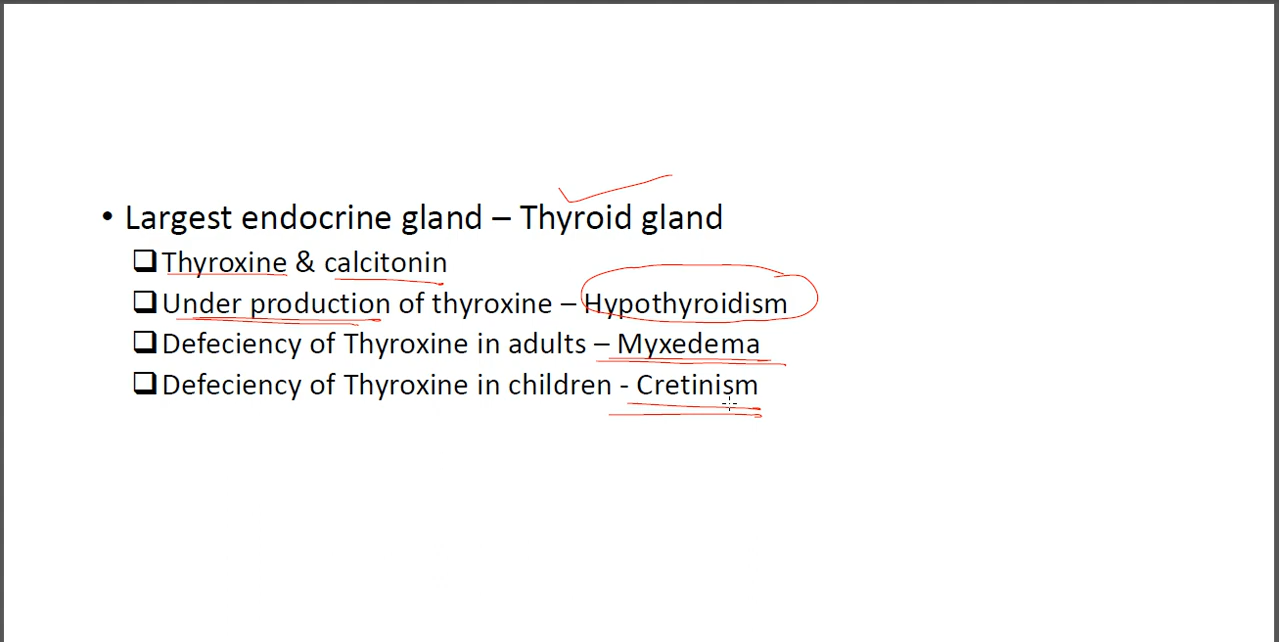 • Largest endocrine gland – Thyroid gland
❑Thyroxine & calcitonin
❑Under production of thyroxine – Hypothyroidism
❑Defeciency of Thyroxine in adults – Myxedema
❑Defeciency of Thyroxine in children - Cretinism